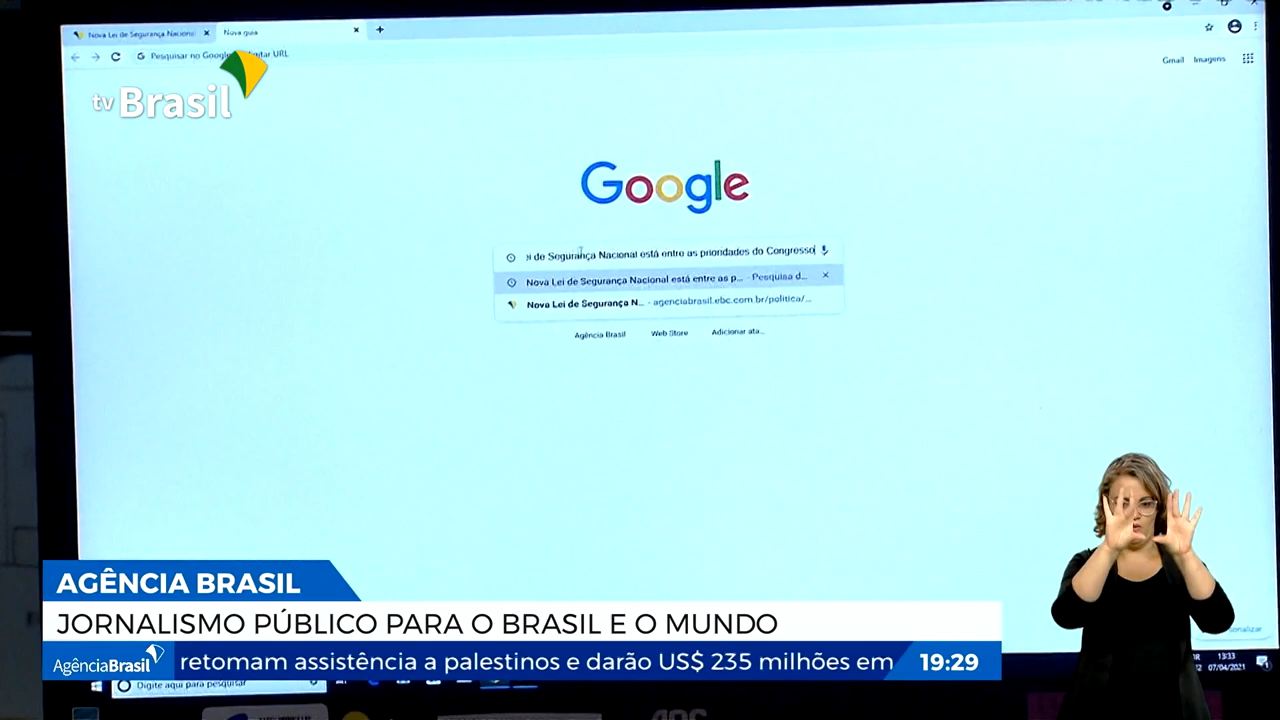 Nova Lei de Segurança Naciona
Nova guia
Pesquisar no Google
gitar URL
Gmail Imagens
tv Brasil
Google
i de Segurança Nacional está entre as prioridades do Congresso
Nova Lei de Segurança Nacional está entre as p... - Pesquisa d...
Nova Lei de Segurança N... - agenciabrasil.ebc.com.br/politica/...
Agência Brasil Web Store Adicionar ata...
AGÊNCIA BRASIL
JORNALISMO PÚBLICO PARA O BRASIL E O MUNDO
AgênciaBrasil retomam assistência a palestinos e darão US$ 235 milhões em 19:29
onalizar
13:33
07/04/2021
Digite aqui para pesquisar
AOC